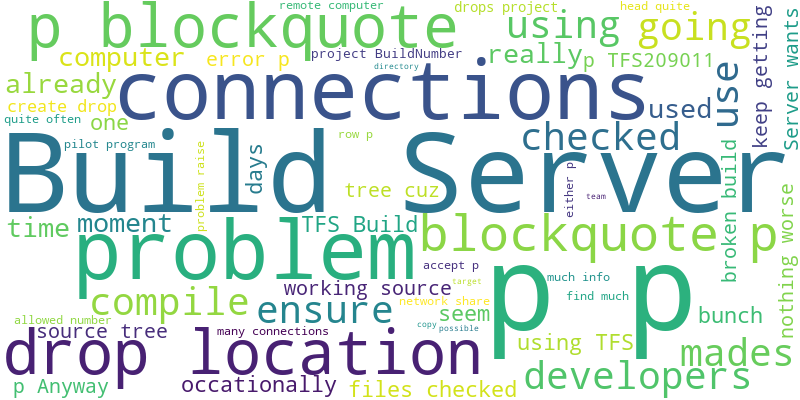 remote computer
drops project
head quite
p blockquote
using
going
keep getting
Server wants
computer
error p
project BuildNumber
really
p TFS209011
directory
already
connections
use
create drop
used
quite often
one
Build Server
checked
row p
pilot program
problem raise
days
tree cuz
either p
team
broken build
nothing worse
time
moment
TFS Build
problem
blockquote p
accept p
p p
much info
working source
target
find much
compile
ensure
network share
seem
bunch
allowed number
source tree
many connections
copy
possible
drop location
using TFS
mades
p Anyway
occationally
files checked
developers